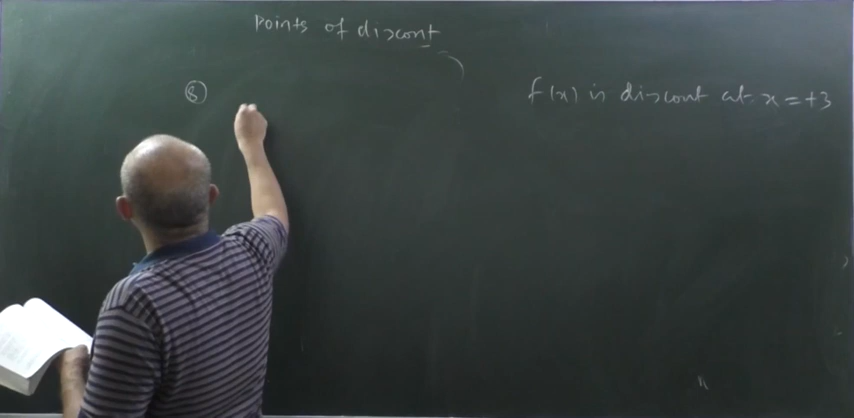 Points of discont
⑧
f(x) is discont at x = +3